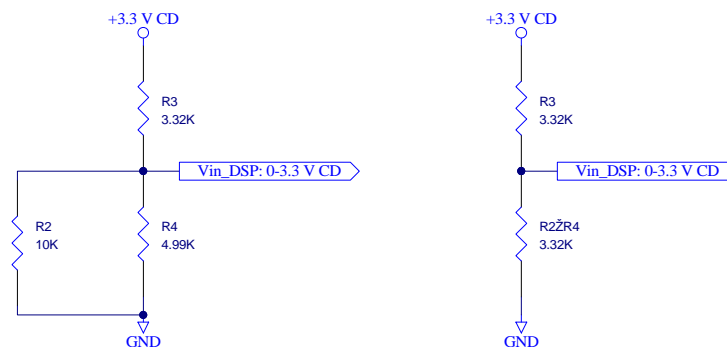 +3.3 V CD
R3
3.32K
Vin_DSP: 0-3.3 V CD
R2
10K
R4
4.99K
GND
+3.3 V CD
R3
3.32K
Vin_DSP: 0-3.3 V CD
R2ŽR4
3.32K
GND